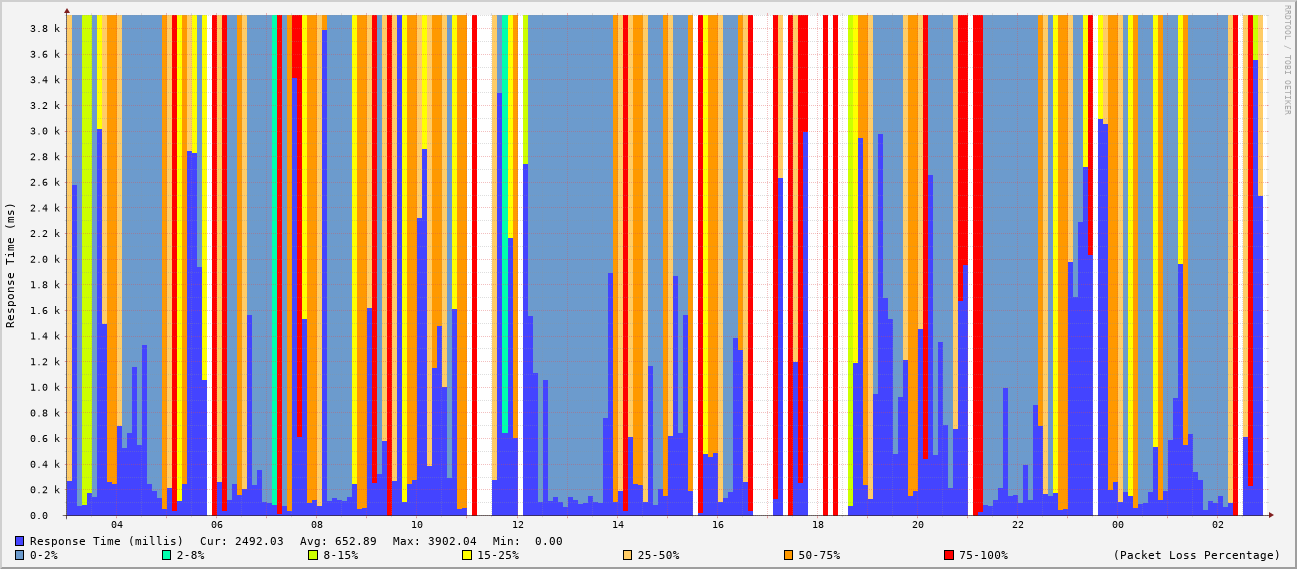 RRDTOOL / TOBI OETIKER
Response Time (ms)
3.8 k
3.6 k
3.4 k
3.2 k
3.0 k
2.8 k
2.6 k
2.4 k
2.2 k
2.0 k
1.8 k
1.6 k
1.4 k
1.2 k
1.0 k
0.8 k
0.6 k
0.4 k
0.2 k
0.0
04 06 08 10 12 14 16 18 20 22 00 02
Response Time (millis) Cur: 2492.03 Avg: 652.89 Max: 3902.04 Min: 0.00
0-2% 2-8% 8-15% 15-25% 25-50% 50-75% 75-100% (Packet Loss Percentage)